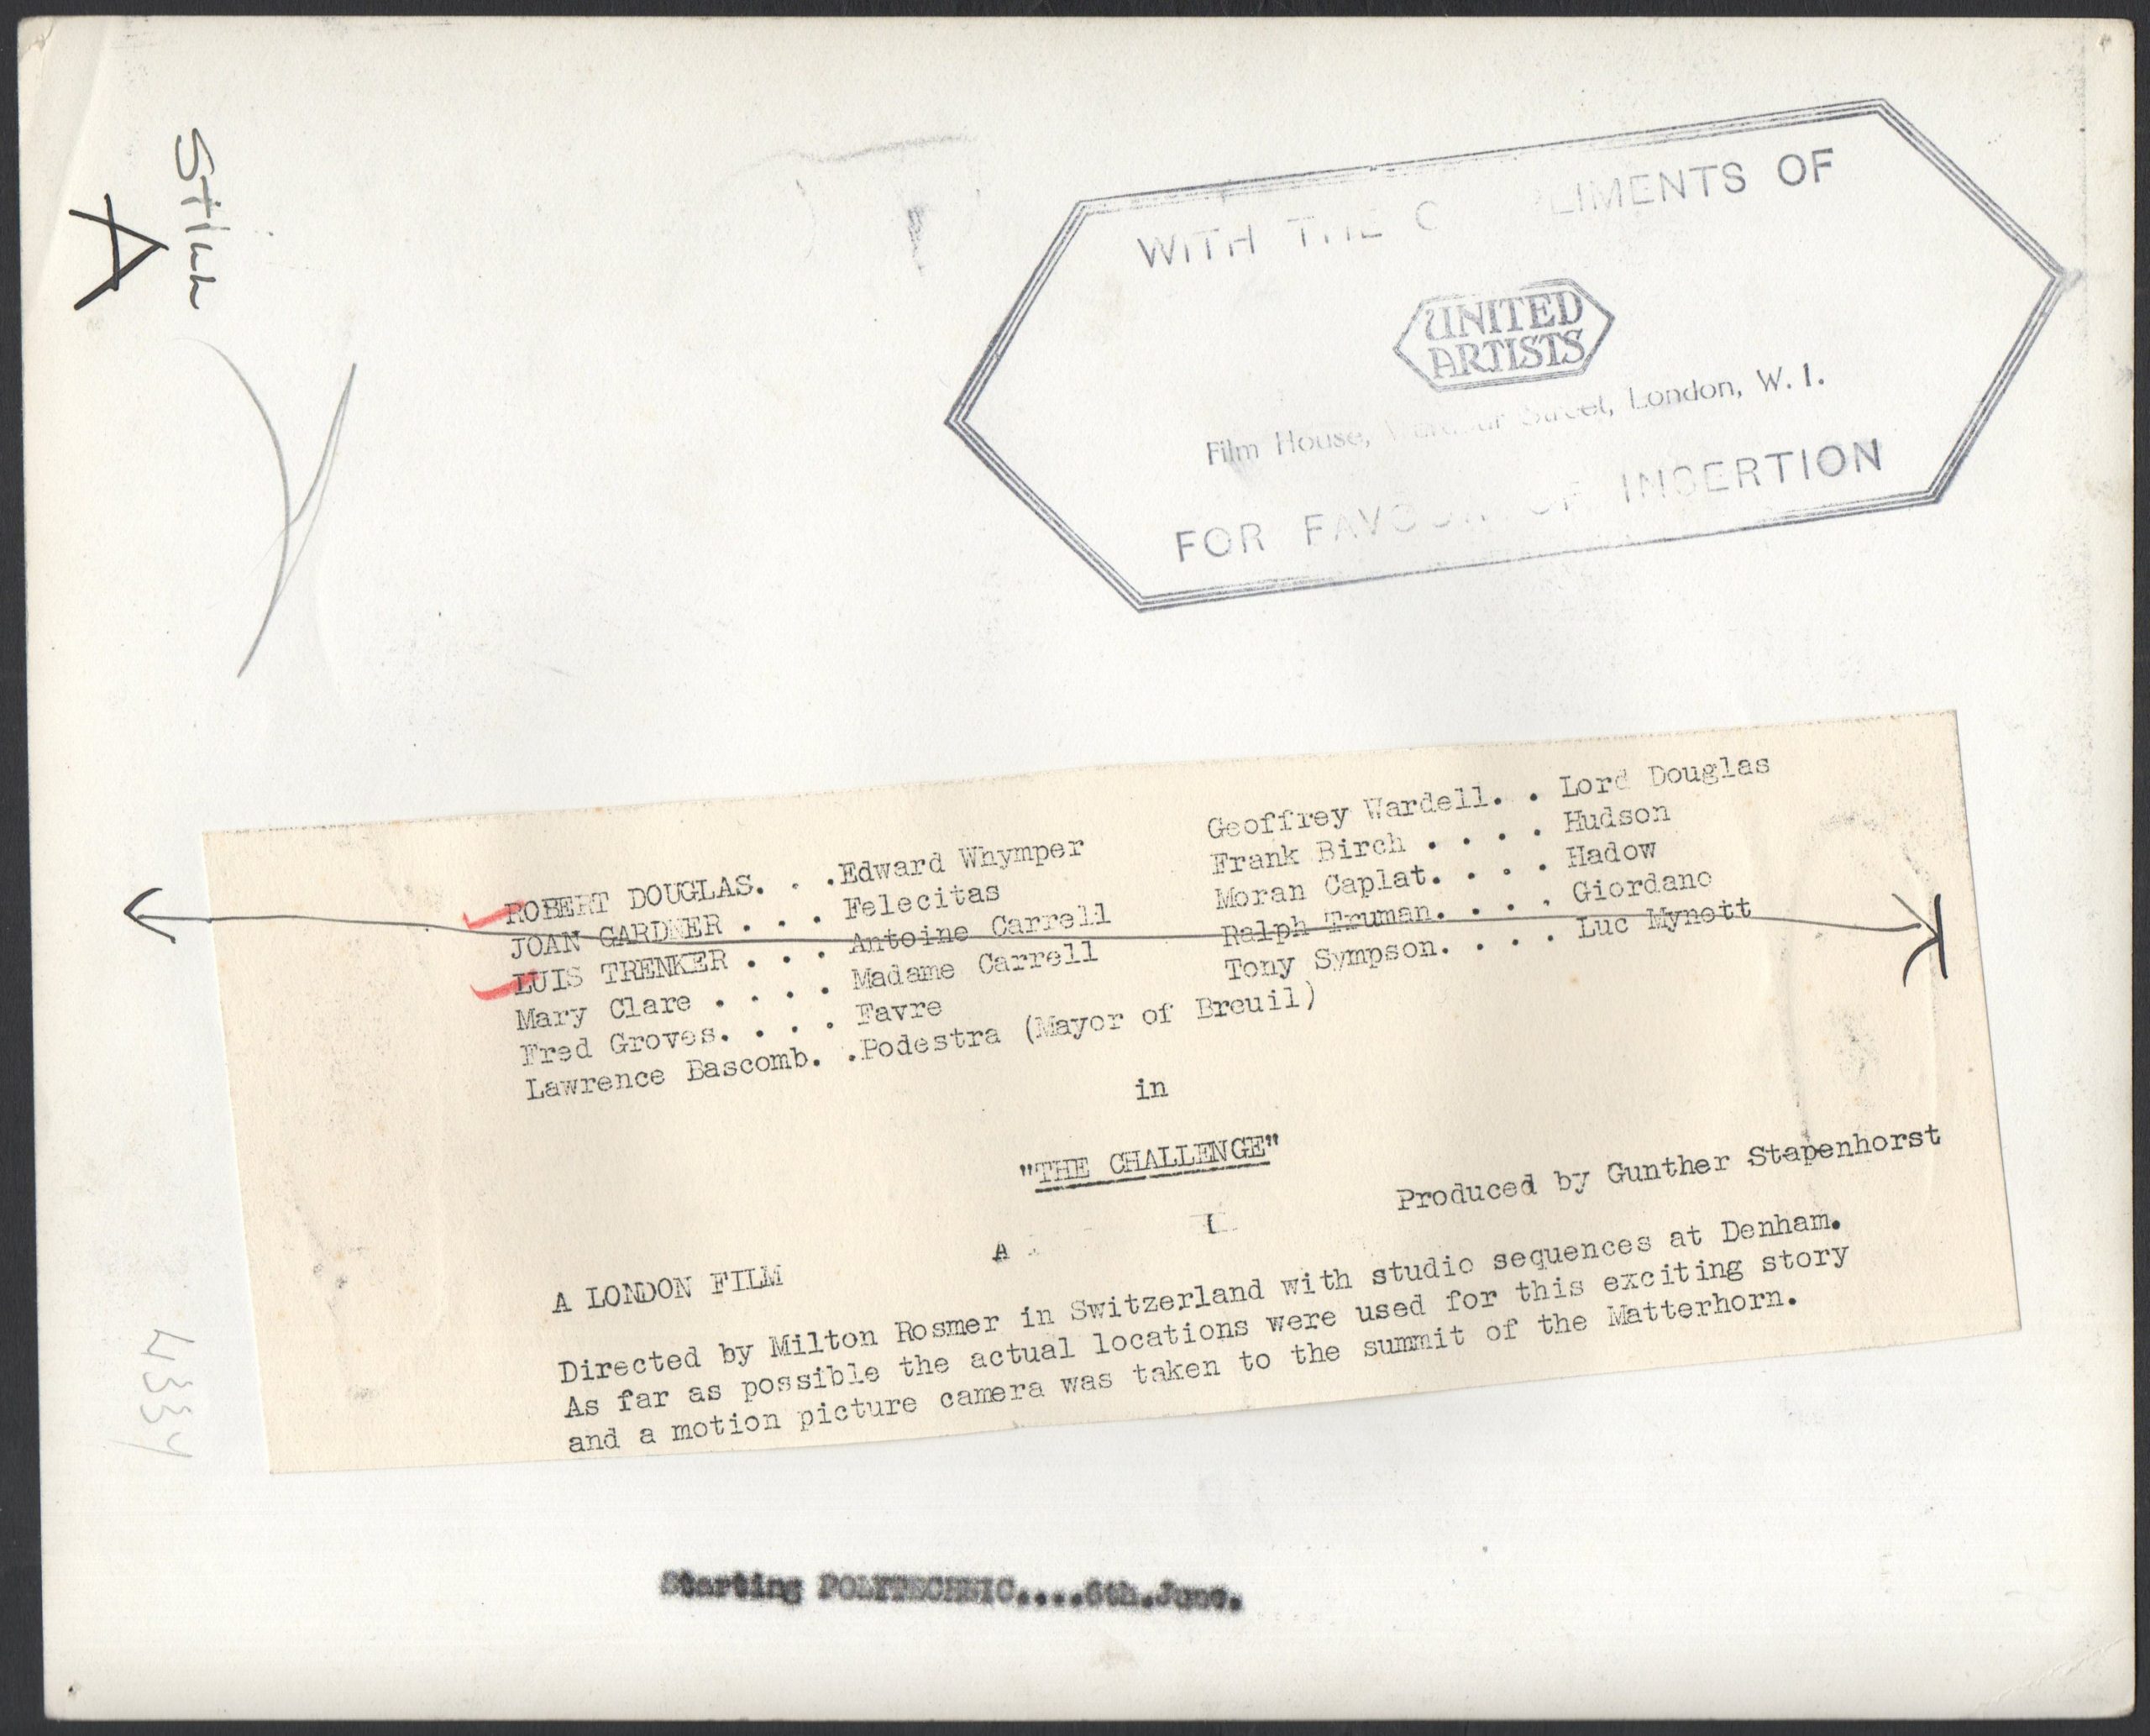 Still
A
WITH THE COMPLIMENTS OF
UNITED
ARTISTS
Film House, Wardour Street, London, W. 1.
FOR FAVOUR OF INSERTION
ROBERT DOUGLAS. . .Edward Whymper
JOAN GARDNER . . . Felecitas
LUIS TRENKER . . . Antoine Carrell
Mary Clare . . . . Madame Carrell
Fred Groves. . . . Favre
Lawrence Bascomb. .Podestra (Mayor of Breuil)
Geoffrey Wardell. . Lord Douglas
Frank Birch . . . . Hudson
Moran Caplat. . . . Hadow
Ralph Truman. . . . Giordano
Tony Sympson. . . . Luc Mynott
in
"THE CHALLENGE"
A LONDON FILM
A
Produced by Gunther Stapenhorst
Directed by Milton Rosmer in Switzerland with studio sequences at Denham.
As far as possible the actual locations were used for this exciting story
and a motion picture camera was taken to the summit of the Matterhorn.
Starting POLYTECHNIC....6th.June.